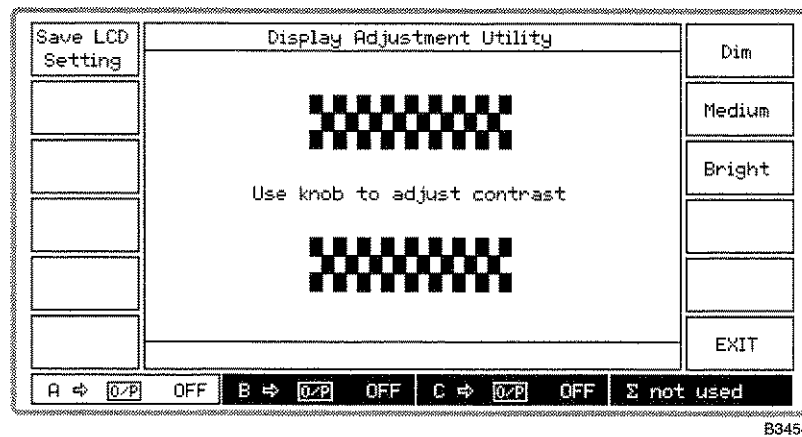 Save LCD
Setting
Display Adjustment Utility
Dim
Medium
Bright
Use knob to adjust contrast
EXIT
A ⇨ O/P OFF B ⇨ O/P OFF C ⇨ O/P OFF Σ not used